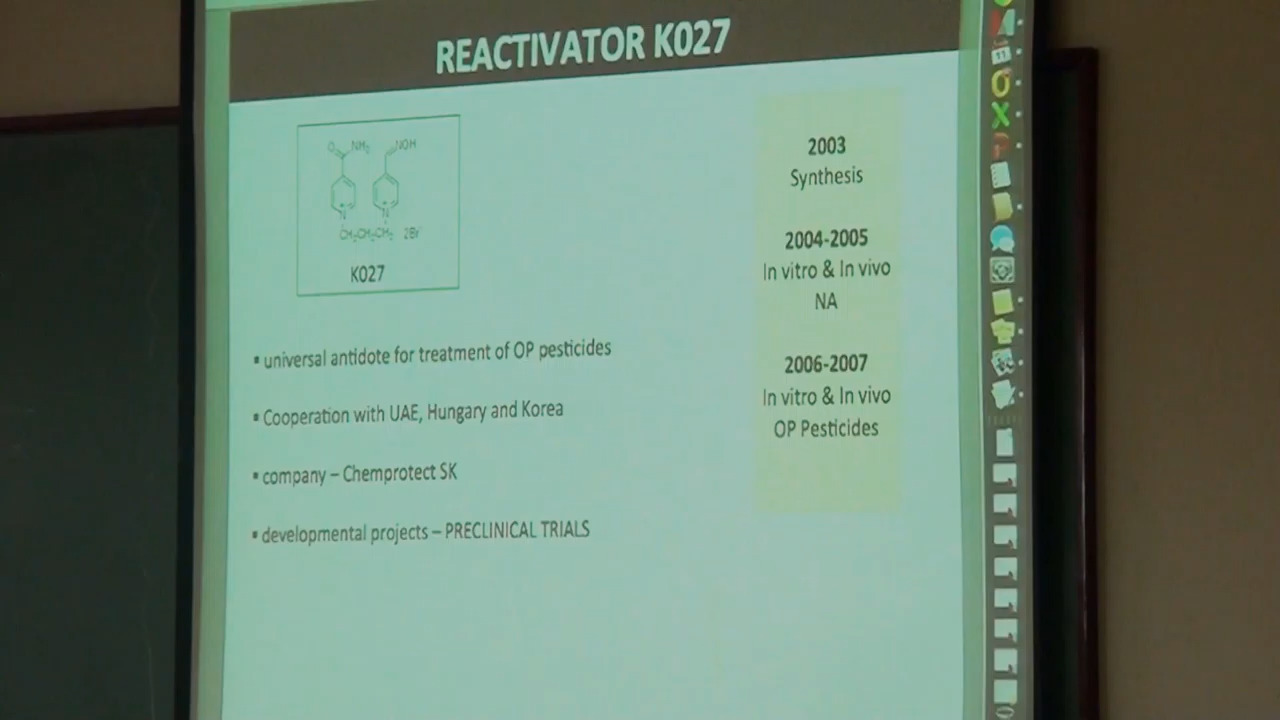 REACTIVATOR K027
O NH2 NOH
N N
CH2CH2CH2 2Br
K027
▪ universal antidote for treatment of OP pesticides
▪ Cooperation with UAE, Hungary and Korea
▪ company – Chemprotect SK
▪ developmental projects – PRECLINICAL TRIALS
2003
Synthesis
2004-2005
In vitro & In vivo
NA
2006-2007
In vitro & In vivo
OP Pesticides